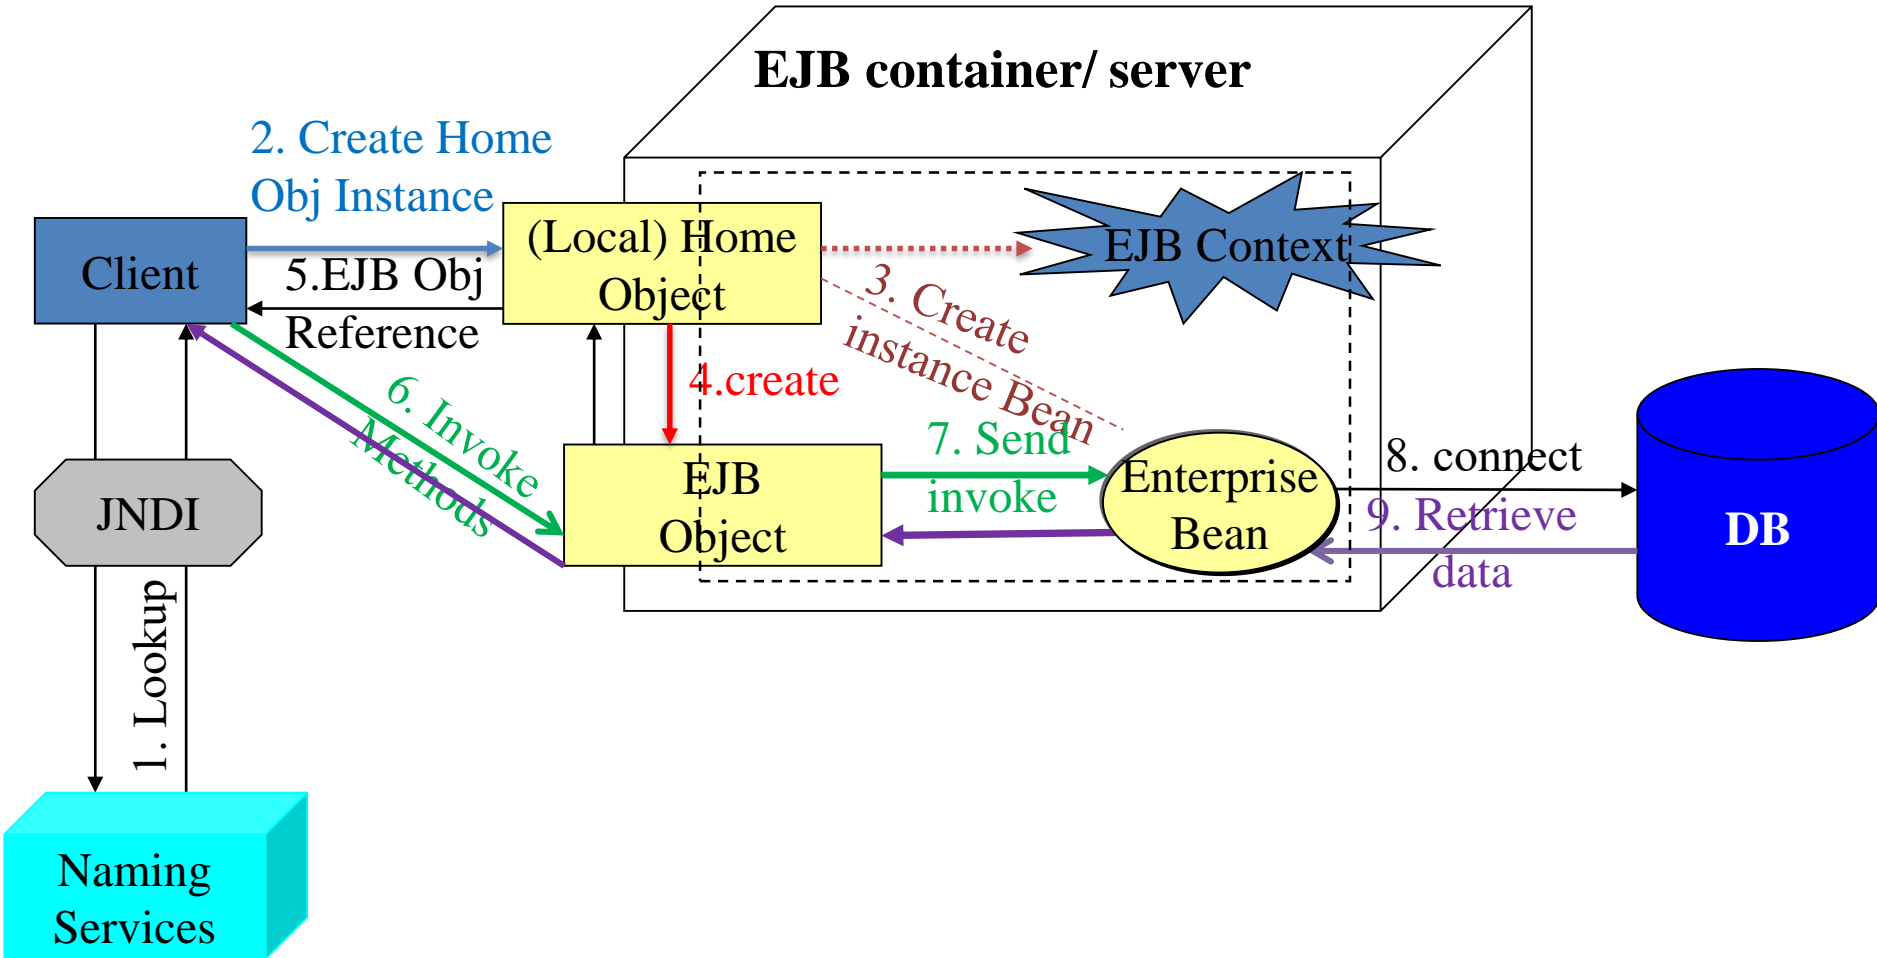 EJB container/ server
2. Create Home
Obj Instance
Client
(Local) Home
Object
EJB Context
5.EJB Obj
Reference
3. Create
instance Bean
4.create
6. Invoke
Methods
JNDI
EJB
Object
7. Send
invoke
Enterprise
Bean
8. connect
9. Retrieve
data
DB
1. Lookup
Naming
Services